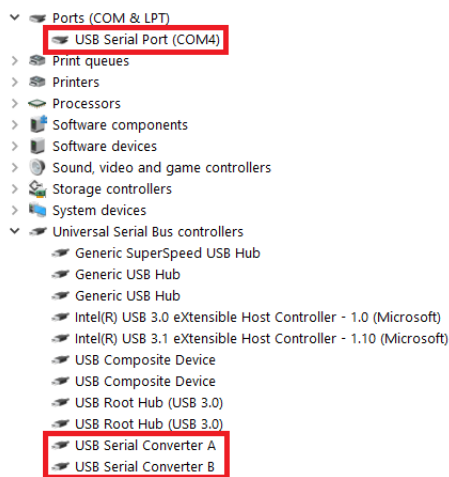 Ports (COM & LPT)
USB Serial Port (COM4)
Print queues
Printers
Processors
Software components
Software devices
Sound, video and game controllers
Storage controllers
System devices
Universal Serial Bus controllers
Generic SuperSpeed USB Hub
Generic USB Hub
Generic USB Hub
Intel(R) USB 3.0 eXtensible Host Controller - 1.0 (Microsoft)
Intel(R) USB 3.1 eXtensible Host Controller - 1.10 (Microsoft)
USB Composite Device
USB Composite Device
USB Root Hub (USB 3.0)
USB Root Hub (USB 3.0)
USB Serial Converter A
USB Serial Converter B